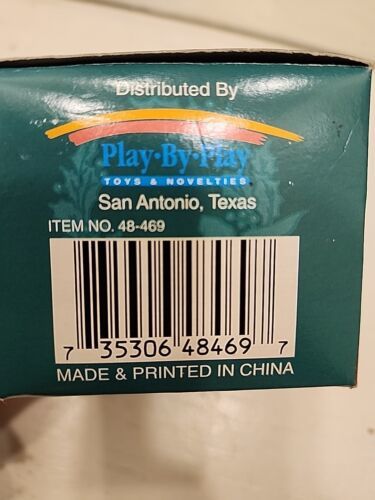 Distributed By
Play·By·Play
TOYS & NOVELTIES
San Antonio, Texas
ITEM NO. 48-469
7 35306 48469 7
MADE & PRINTED IN CHINA